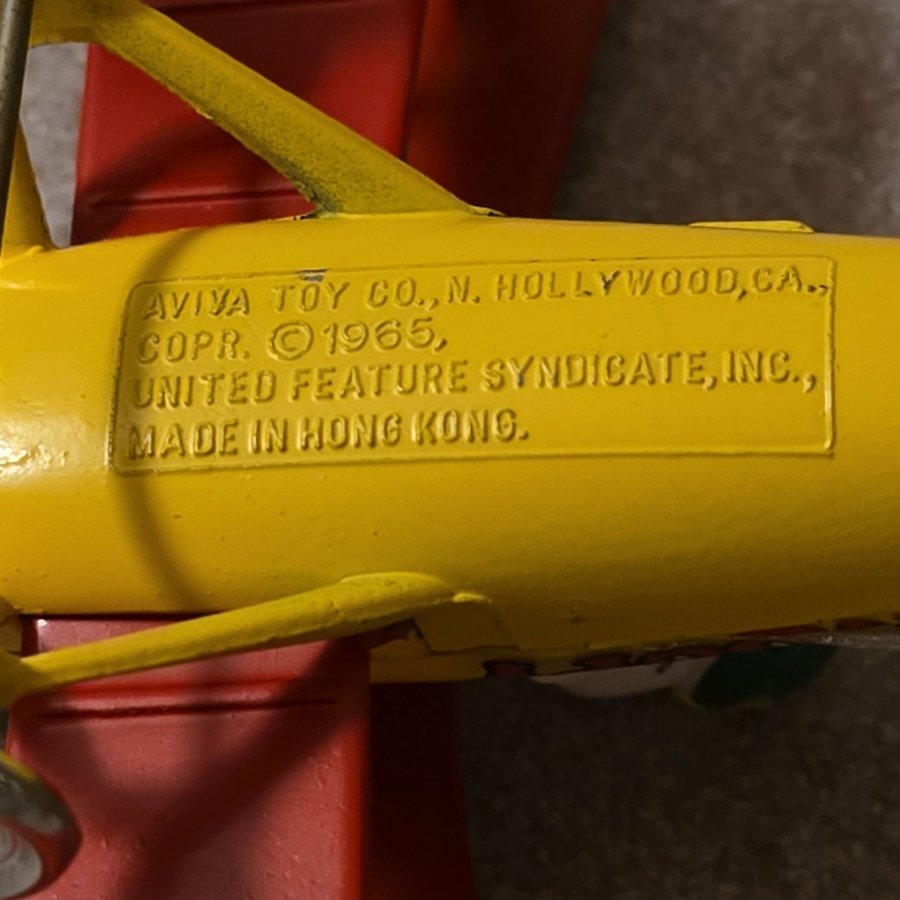 AVIVA TOY CO., N. HOLLYWOOD, CA.,
COPR. ©1965,
UNITED FEATURE SYNDICATE, INC.,
MADE IN HONG KONG.